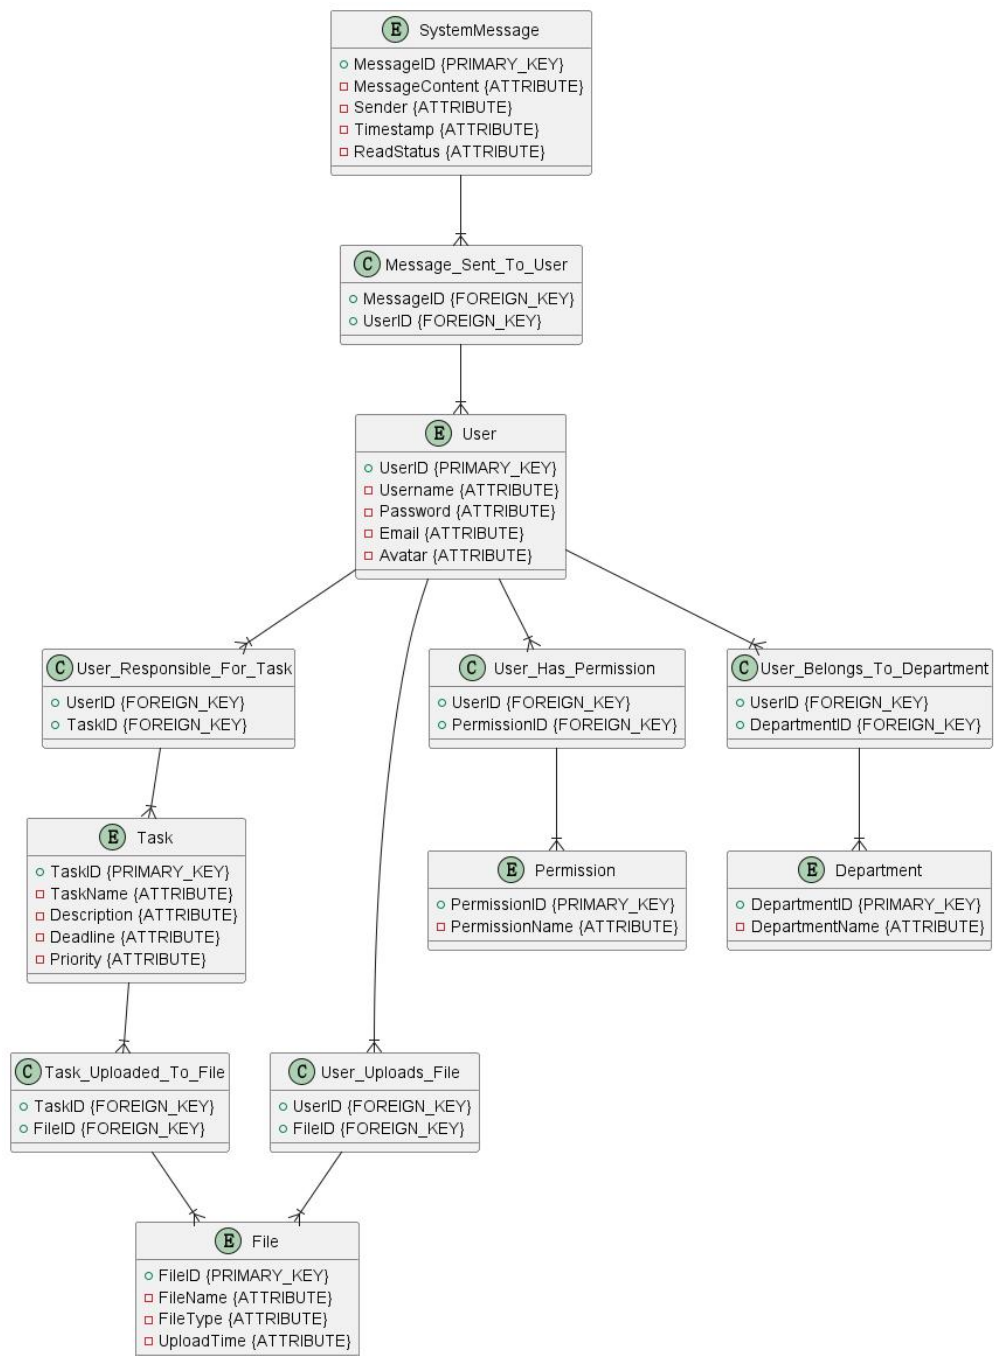 E SystemMessage
MessageID {PRIMARY_KEY}
MessageContent {ATTRIBUTE}
Sender {ATTRIBUTE}
Timestamp {ATTRIBUTE}
ReadStatus {ATTRIBUTE}
C Message_Sent_To_User
MessageID {FOREIGN_KEY}
UserID {FOREIGN_KEY}
E User
UserID {PRIMARY_KEY}
Username {ATTRIBUTE}
Password {ATTRIBUTE}
Email {ATTRIBUTE}
Avatar {ATTRIBUTE}
C User_Responsible_For_Task
UserID {FOREIGN_KEY}
TaskID {FOREIGN_KEY}
C User_Has_Permission
UserID {FOREIGN_KEY}
PermissionID {FOREIGN_KEY}
C User_Belongs_To_Department
UserID {FOREIGN_KEY}
DepartmentID {FOREIGN_KEY}
E Task
TaskID {PRIMARY_KEY}
TaskName {ATTRIBUTE}
Description {ATTRIBUTE}
Deadline {ATTRIBUTE}
Priority {ATTRIBUTE}
E Permission
PermissionID {PRIMARY_KEY}
PermissionName {ATTRIBUTE}
E Department
DepartmentID {PRIMARY_KEY}
DepartmentName {ATTRIBUTE}
C Task_Uploaded_To_File
TaskID {FOREIGN_KEY}
FileID {FOREIGN_KEY}
C User_Uploads_File
UserID {FOREIGN_KEY}
FileID {FOREIGN_KEY}
E File
FileID {PRIMARY_KEY}
FileName {ATTRIBUTE}
FileType {ATTRIBUTE}
UploadTime {ATTRIBUTE}